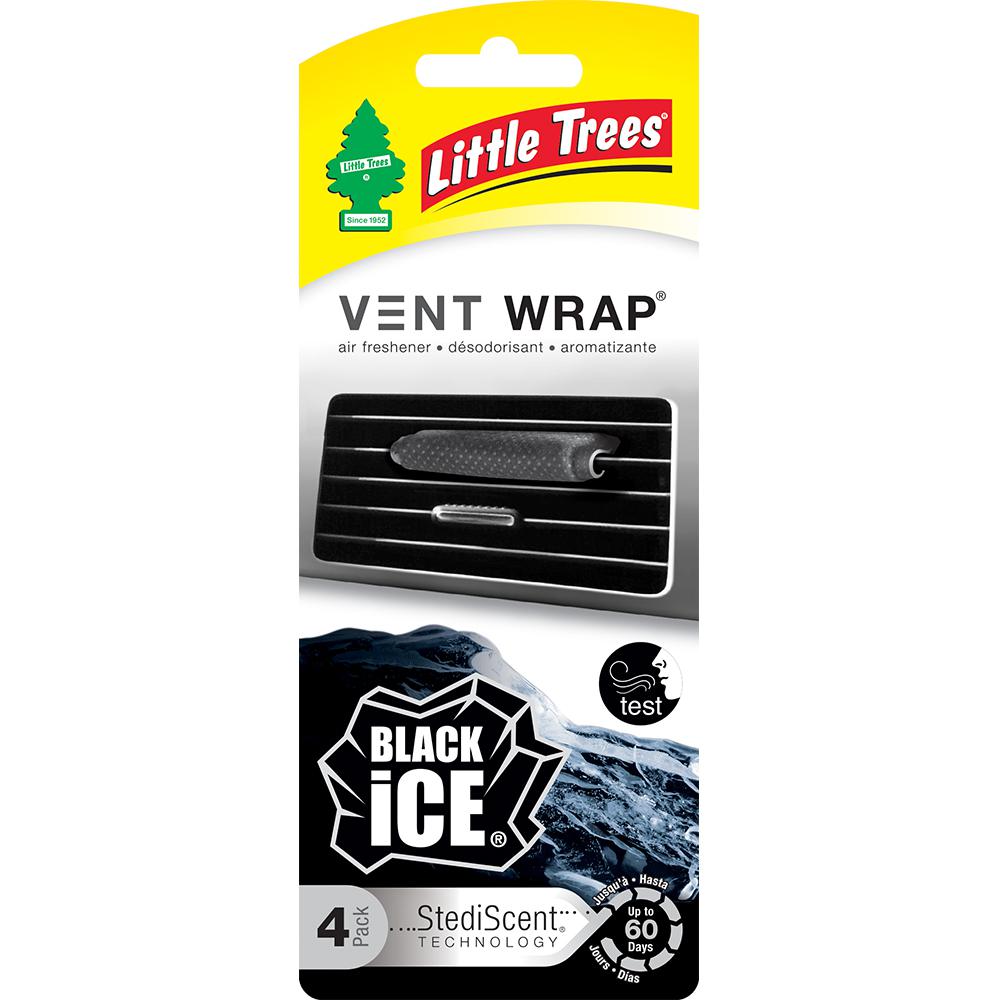 Little Trees®
Little Trees
®
Since 1952
VENT WRAP®
air freshener • désodorisant • aromatizante
test
BLACK
iCE®
4 Pack
StediScent®
TECHNOLOGY
Jusqu'à • Hasta
Up to
60
Days
Jours • Días